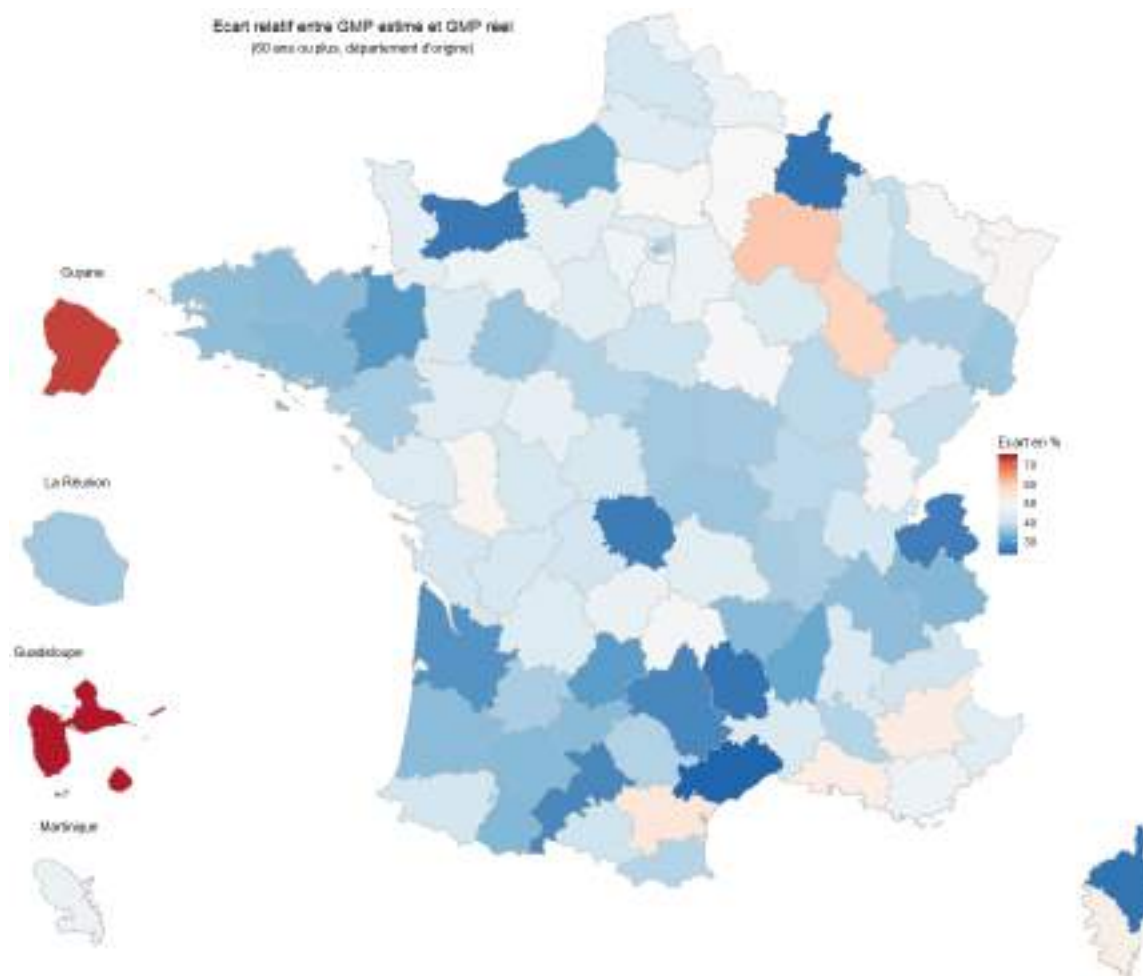 Ecart relatif entre GMP estimé et GMP réel
(60 ans ou plus, département d'origine)
Guyane
La Réunion
Guadeloupe
Martinique
Ecart en %
70
60
50
40
30